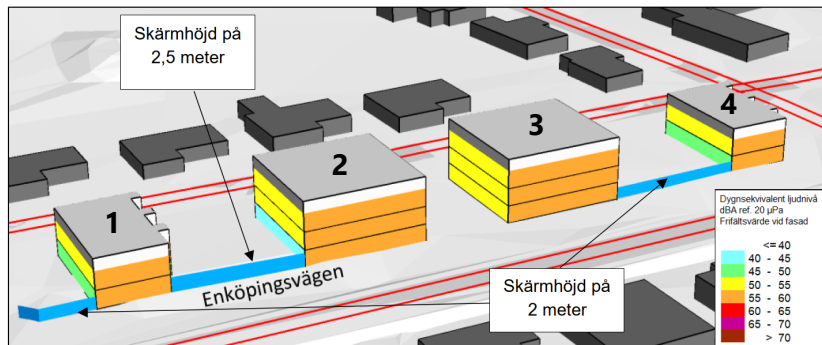 Skärmhöjd på
2,5 meter
1
2
3
4
Enköpingsvägen
Skärmhöjd på
2 meter
Dygnsekvivalent ljudnivå
dBA ref. 20 µPa
Frifältsvärde vid fasad
<= 40
40 - 45
45 - 50
50 - 55
55 - 60
60 - 65
65 - 70
> 70